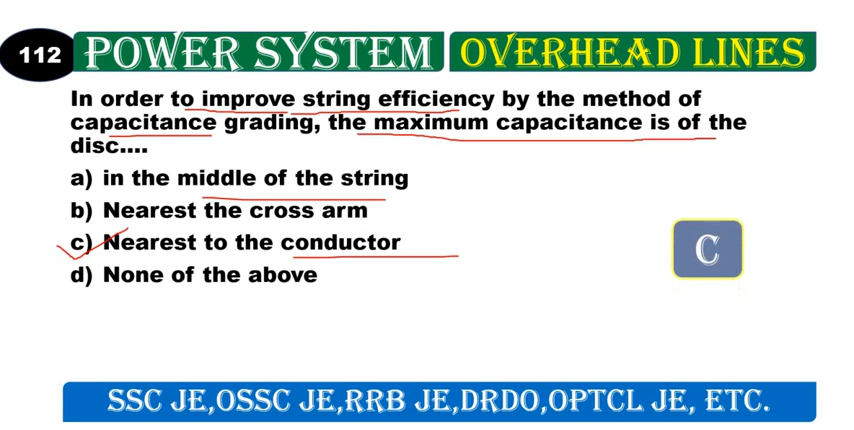 112
POWER SYSTEM
OVERHEAD LINES
In order to improve string efficiency by the method of
capacitance grading, the maximum capacitance is of the
disc....
a) in the middle of the string
b) Nearest the cross arm
c) Nearest to the conductor
d) None of the above
C
SSC JE,OSSC JE,RRB JE,DRDO,OPTCL JE, ETC.